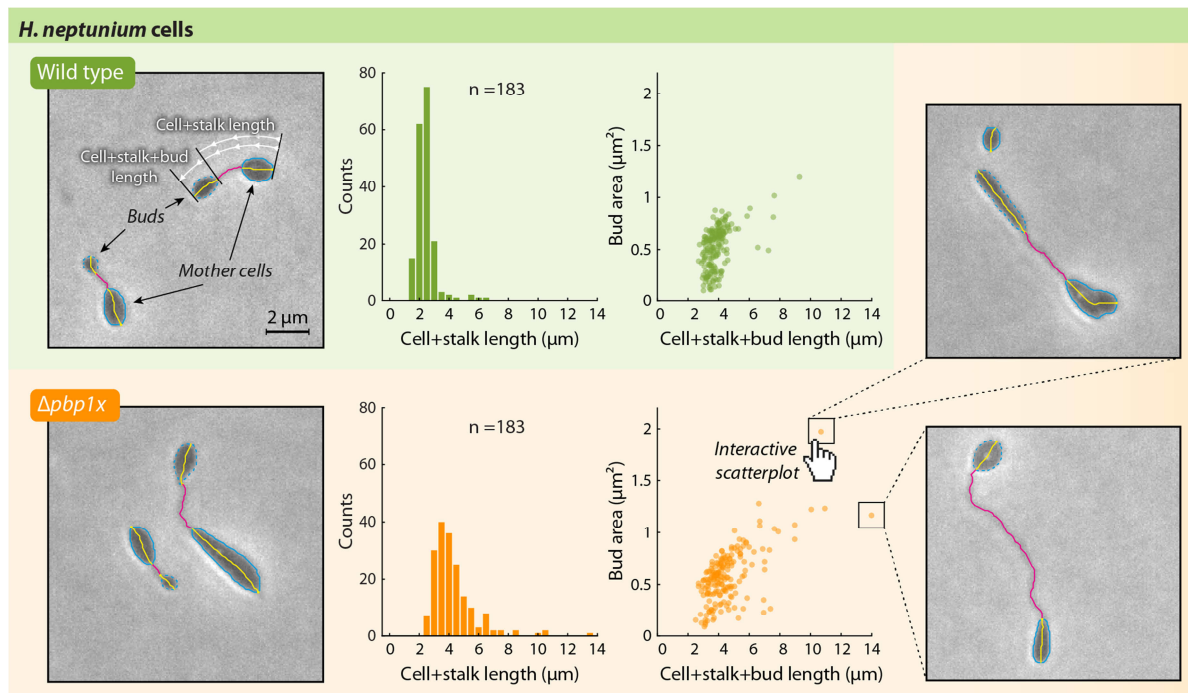 H. neptunium cells
Wild type
Cell+stalk length
Cell+stalk+bud
length
Buds
Mother cells
2 µm
80
60
40
20
0
Counts
n =183
0 2 4 6 8 10 12 14
Cell+stalk length (µm)
2
1.5
1
0.5
0
Bud area (µm²)
0 2 4 6 8 10 12 14
Cell+stalk+bud length (µm)
Δpbp1x
80
60
40
20
0
Counts
n =183
0 2 4 6 8 10 12 14
Cell+stalk length (µm)
2
1.5
1
0.5
0
Bud area (µm²)
Interactive
scatterplot
0 2 4 6 8 10 12 14
Cell+stalk+bud length (µm)